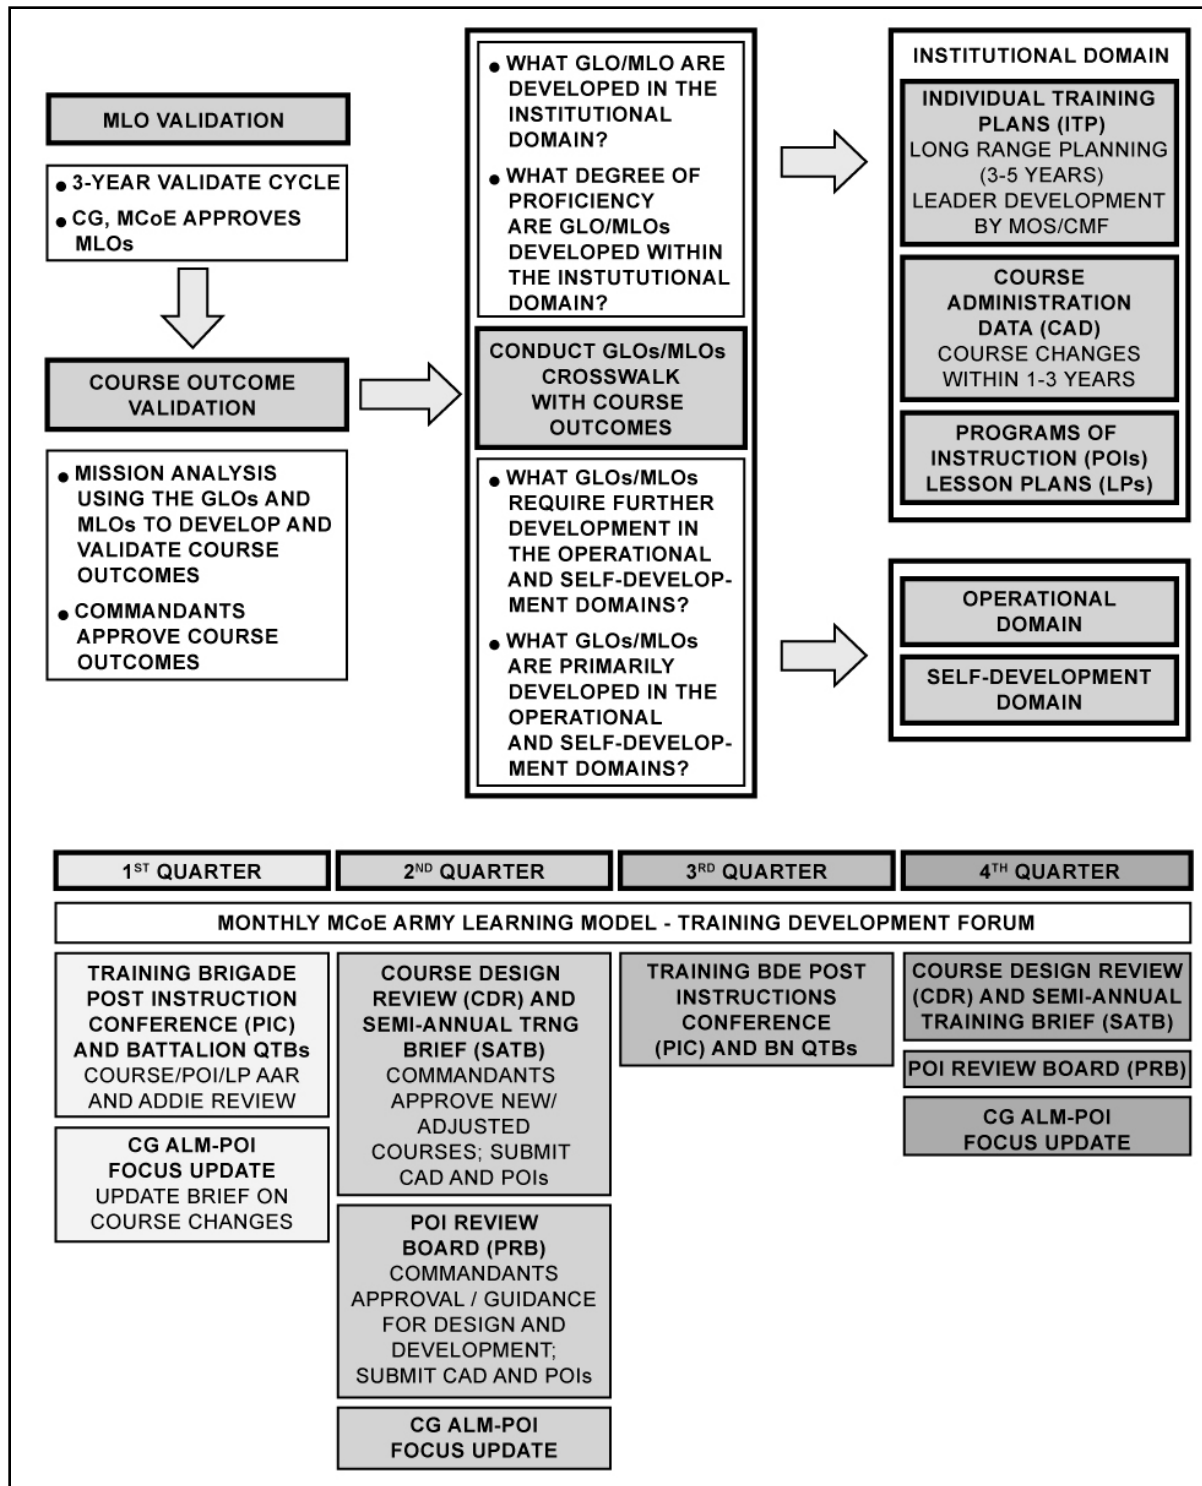 MLO VALIDATION
● 3-YEAR VALIDATE CYCLE
● CG, MCoE APPROVES
MLOs
COURSE OUTCOME
VALIDATION
● MISSION ANALYSIS
USING THE GLOs AND
MLOs TO DEVELOP AND
VALIDATE COURSE
OUTCOMES
● COMMANDANTS
APPROVE COURSE
OUTCOMES
● WHAT GLO/MLO ARE
DEVELOPED IN THE
INSTITUTIONAL
DOMAIN?
● WHAT DEGREE OF
PROFICIENCY
ARE GLO/MLOs
DEVELOPED WITHIN
THE INSTUTUTIONAL
DOMAIN?
CONDUCT GLOs/MLOs
CROSSWALK
WITH COURSE
OUTCOMES
● WHAT GLOs/MLOs
REQUIRE FURTHER
DEVELOPMENT IN
THE OPERATIONAL
AND SELF-DEVELOP-
MENT DOMAINS?
● WHAT GLOs/MLOs
ARE PRIMARILY
DEVELOPED IN THE
OPERATIONAL
AND SELF-DEVELOP-
MENT DOMAINS?
INSTITUTIONAL DOMAIN
INDIVIDUAL TRAINING
PLANS (ITP)
LONG RANGE PLANNING
(3-5 YEARS)
LEADER DEVELOPMENT
BY MOS/CMF
COURSE
ADMINISTRATION
DATA (CAD)
COURSE CHANGES
WITHIN 1-3 YEARS
PROGRAMS OF
INSTRUCTION (POIs)
LESSON PLANS (LPs)
OPERATIONAL
DOMAIN
SELF-DEVELOPMENT
DOMAIN
1ST QUARTER
2ND QUARTER
3RD QUARTER
4TH QUARTER
MONTHLY MCoE ARMY LEARNING MODEL - TRAINING DEVELOPMENT FORUM
TRAINING BRIGADE
POST INSTRUCTION
CONFERENCE (PIC)
AND BATTALION QTBs
COURSE/POI/LP AAR
AND ADDIE REVIEW
CG ALM-POI
FOCUS UPDATE
UPDATE BRIEF ON
COURSE CHANGES
COURSE DESIGN
REVIEW (CDR) AND
SEMI-ANNUAL TRNG
BRIEF (SATB)
COMMANDANTS
APPROVE NEW/
ADJUSTED
COURSES; SUBMIT
CAD AND POIs
POI REVIEW
BOARD (PRB)
COMMANDANTS
APPROVAL / GUIDANCE
FOR DESIGN AND
DEVELOPMENT;
SUBMIT CAD AND POIs
CG ALM-POI
FOCUS UPDATE
TRAINING BDE POST
INSTRUCTIONS
CONFERENCE
(PIC) AND BN QTBs
COURSE DESIGN REVIEW
(CDR) AND SEMI-ANNUAL
TRAINING BRIEF (SATB)
POI REVIEW BOARD (PRB)
CG ALM-POI
FOCUS UPDATE